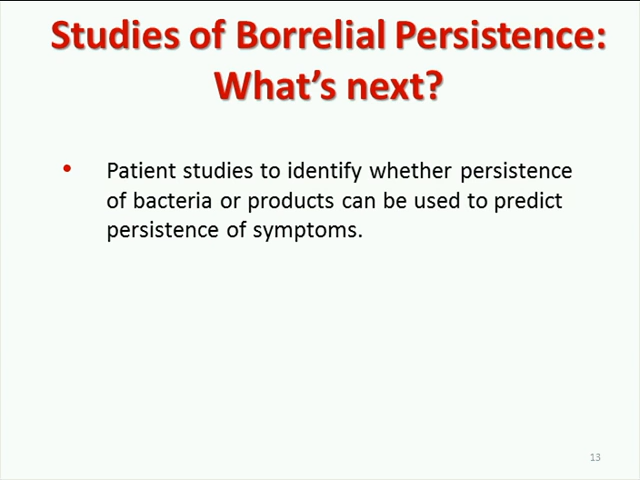 Studies of Borrelial Persistence:
What's next?
• Patient studies to identify whether persistence
of bacteria or products can be used to predict
persistence of symptoms.
13